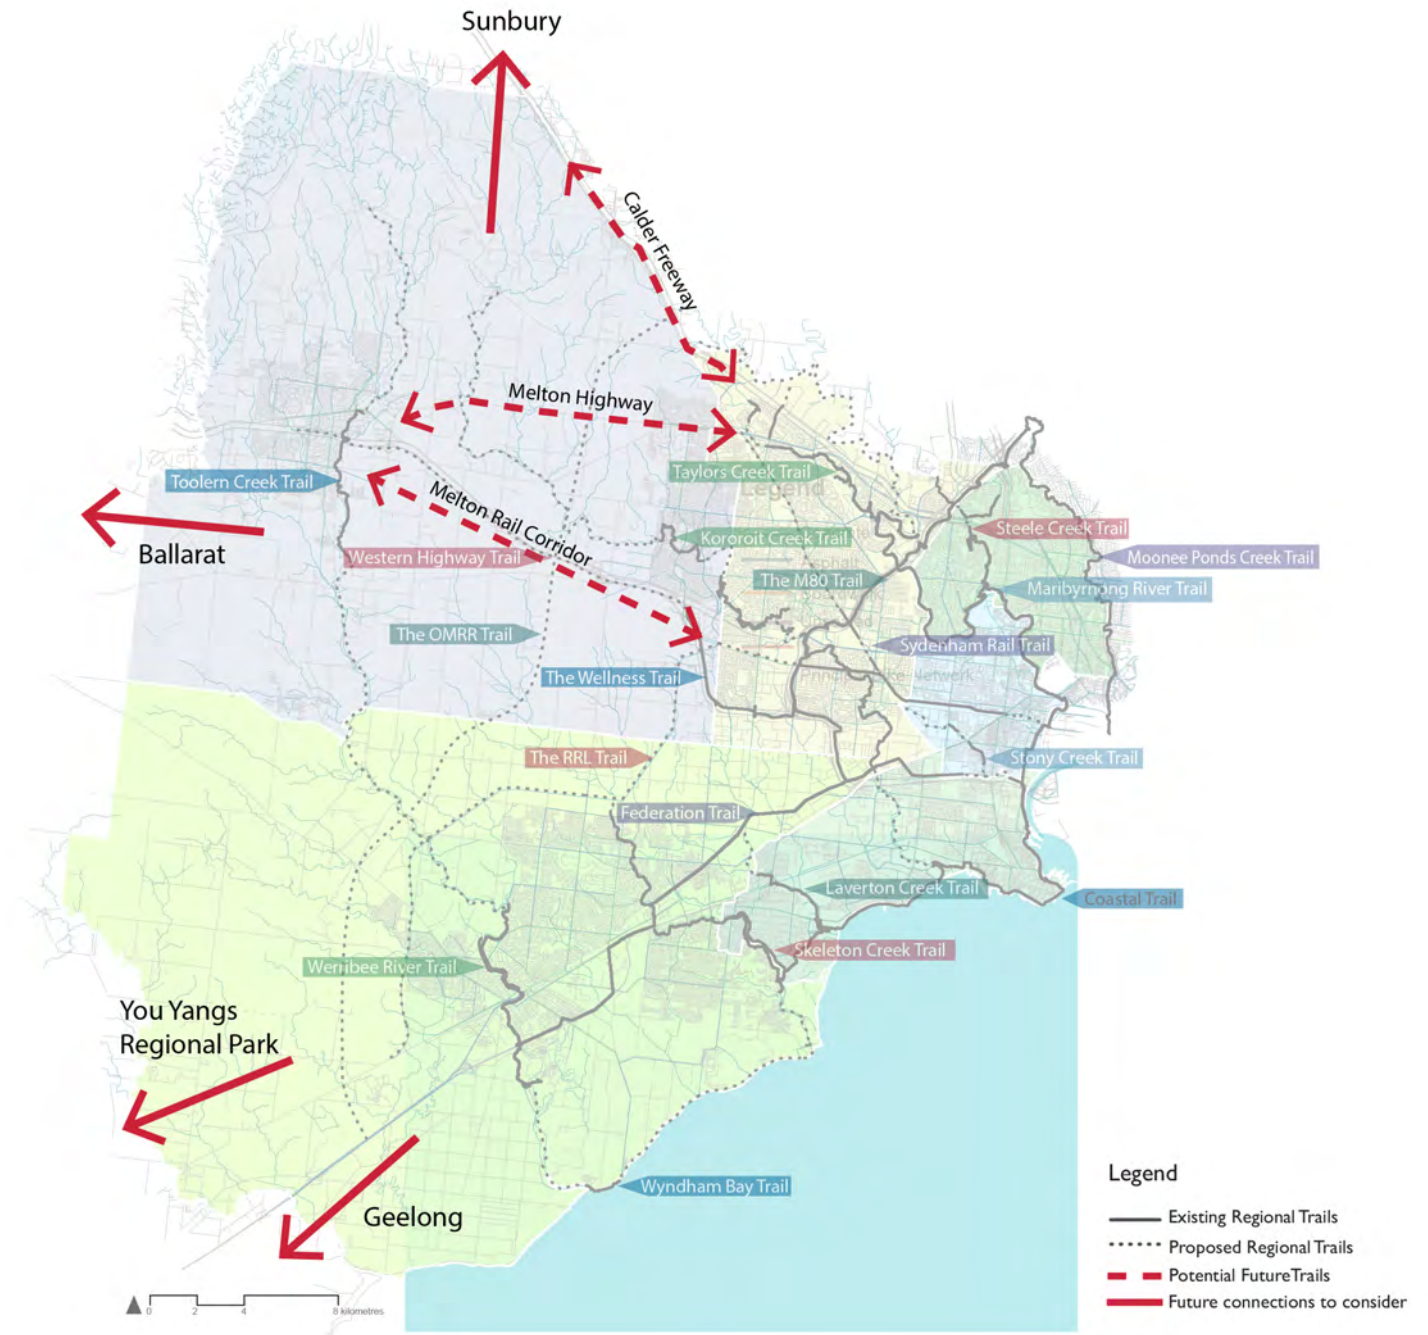 Sunbury
Calder Freeway
Melton Highway
Taylors Creek Trail
Legend
Toolern Creek Trail
Melton Rail Corridor
Steele Creek Trail
Ballarat
Western Highway Trail
Kororoit Creek Trail
Moonee Ponds Creek Trail
The M80 Trail
Maribyrnong River Trail
The OMRR Trail
Sydenham Rail Trail
The Wellness Trail
Network
The RRL Trail
Stony Creek Trail
Federation Trail
Laverton Creek Trail
Coastal Trail
Skeleton Creek Trail
Werribee River Trail
You Yangs
Regional Park
Wyndham Bay Trail
Geelong
Legend
Existing Regional Trails
Proposed Regional Trails
Potential FutureTrails
Future connections to consider
0 2 4 8 kilometres